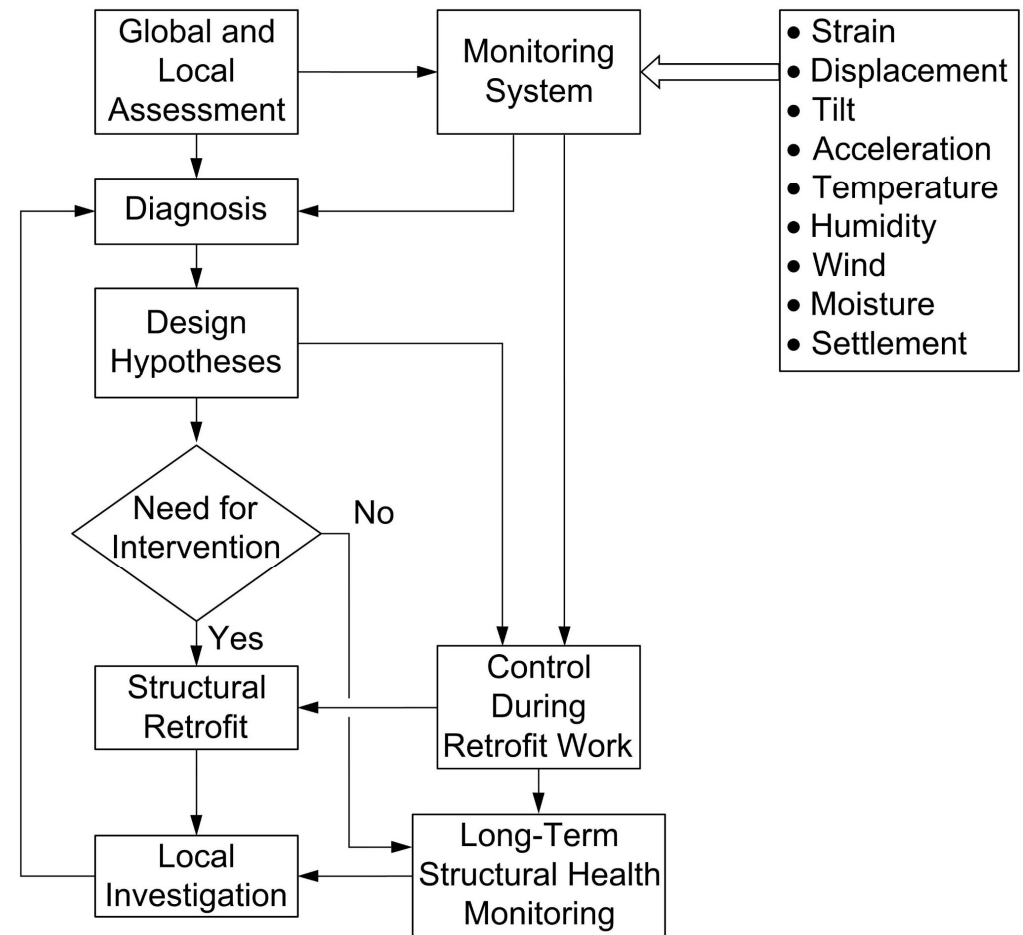 Global and
Local
Assessment
Monitoring
System
• Strain
• Displacement
• Tilt
• Acceleration
• Temperature
• Humidity
• Wind
• Moisture
• Settlement
Diagnosis
Design
Hypotheses
Need for
Intervention
No
Yes
Structural
Retrofit
Control
During
Retrofit Work
Local
Investigation
Long-Term
Structural Health
Monitoring